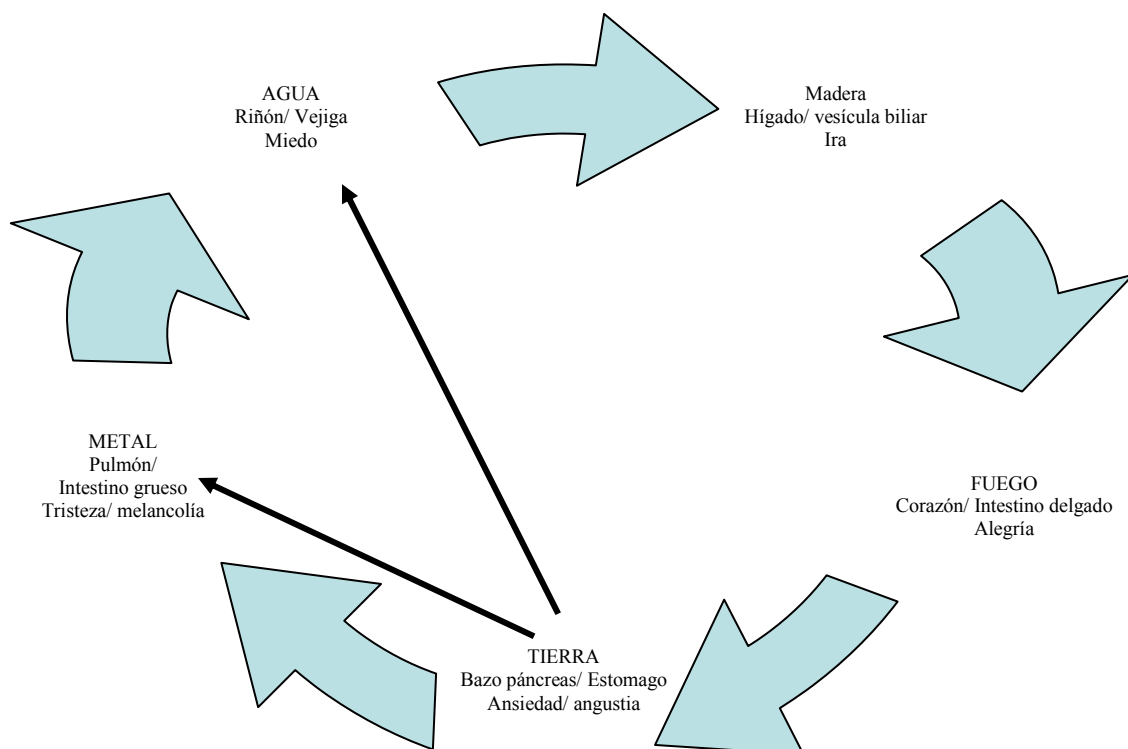 AGUA
Riñón/ Vejiga
Miedo
Madera
Hígado/ vesícula biliar
Ira
METAL
Pulmón/
Intestino grueso
Tristeza/ melancolía
FUEGO
Corazón/ Intestino delgado
Alegría
TIERRA
Bazo páncreas/ Estomago
Ansiedad/ angustia